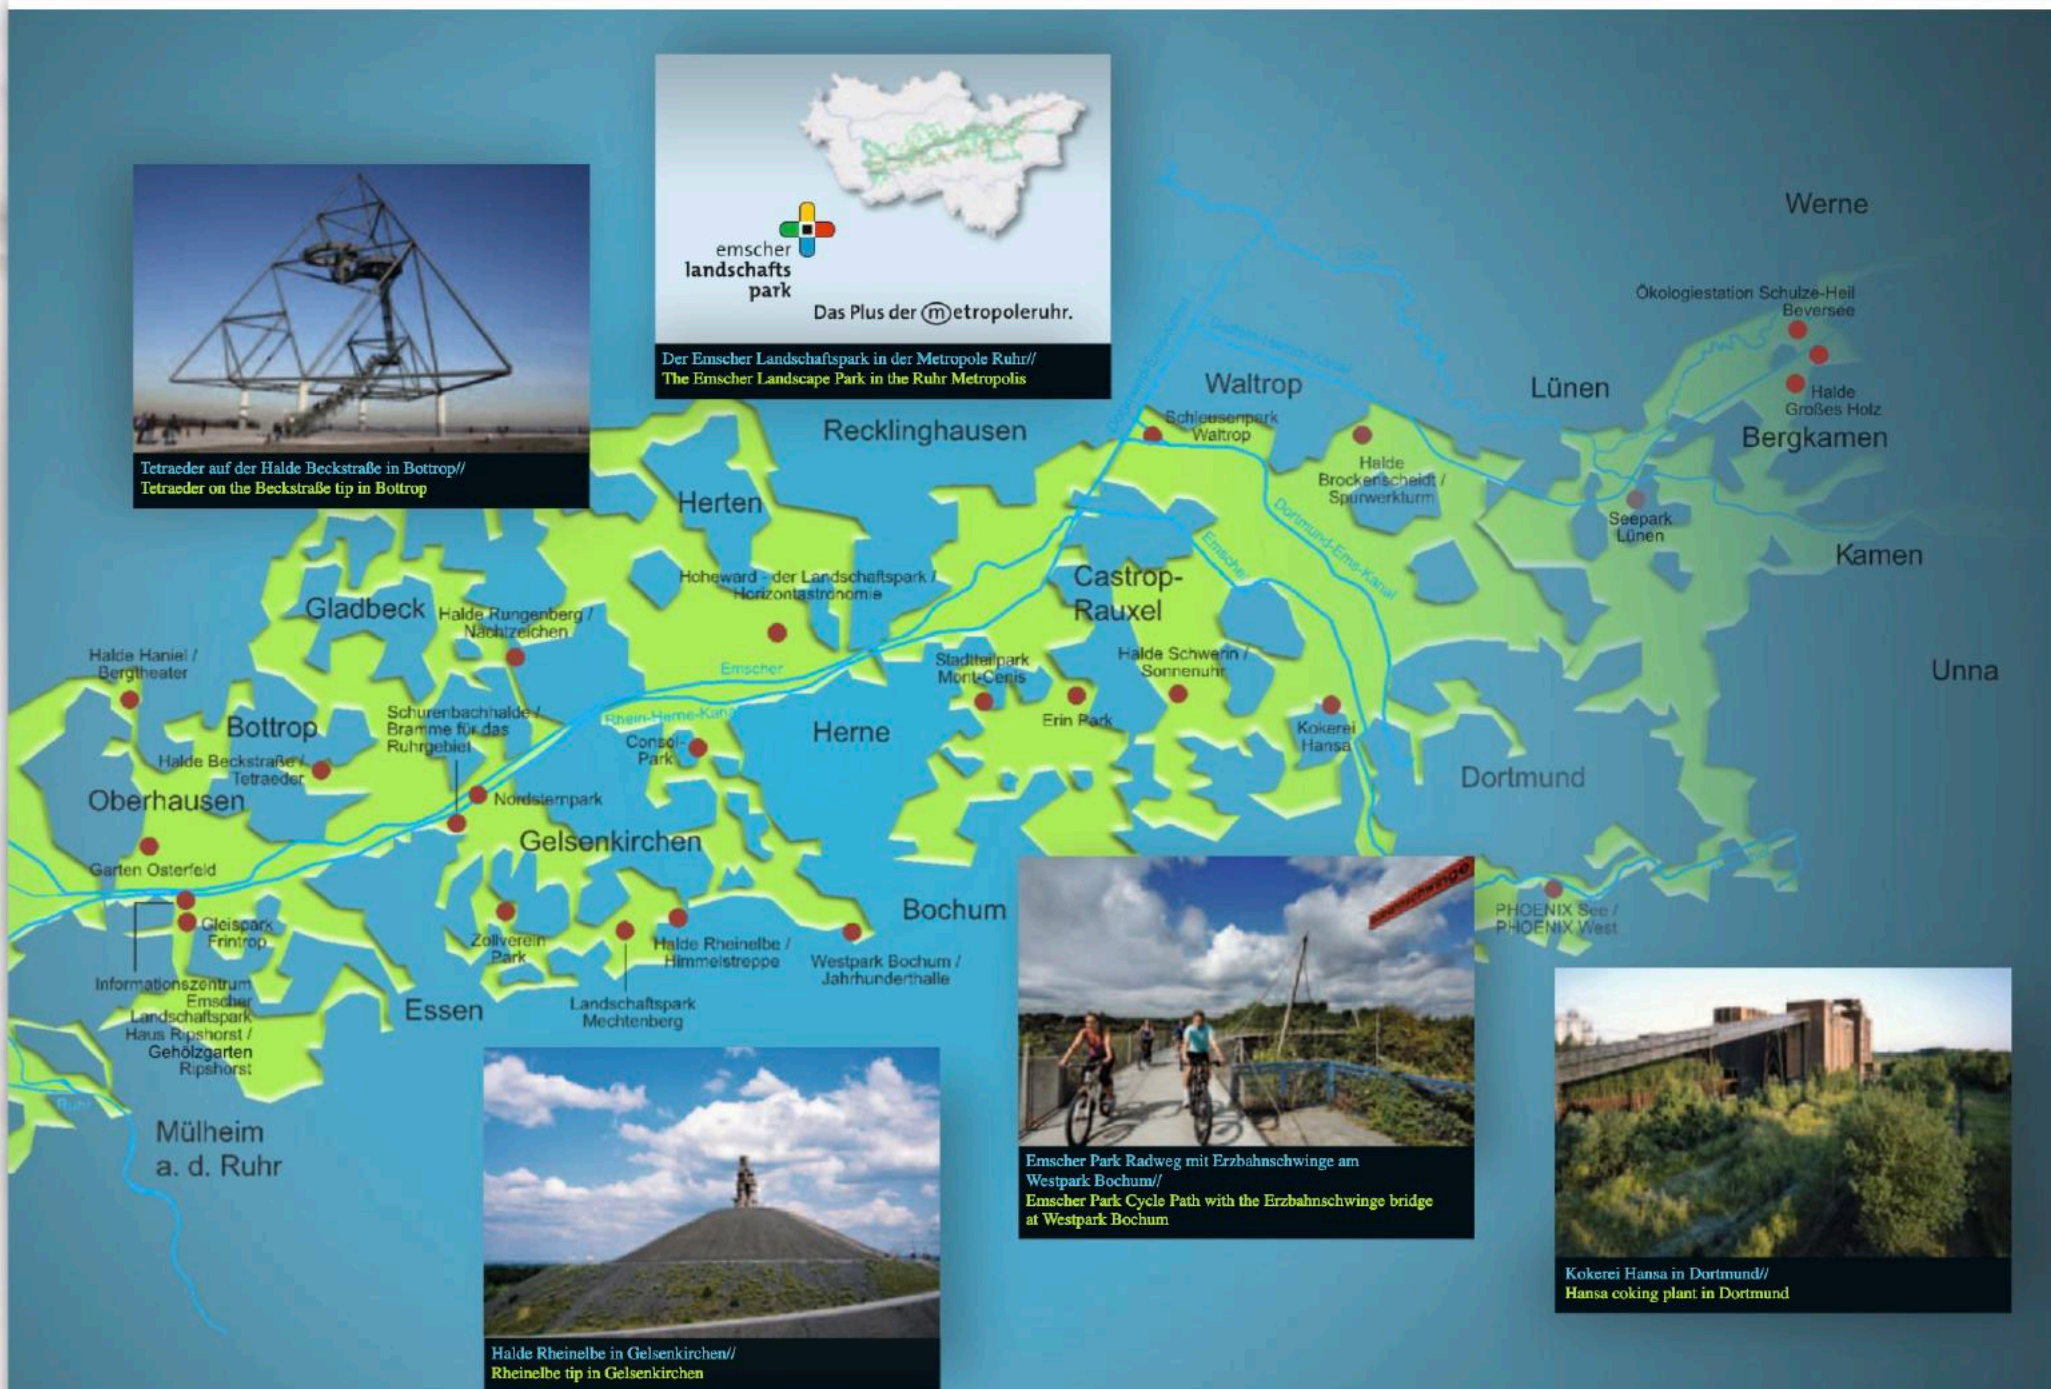 emscher
landschafts
park
Das Plus der metropoleruhr.
Der Emscher Landschaftspark in der Metropole Ruhr//
The Emscher Landscape Park in the Ruhr Metropolis
Tetraeder auf der Halde Beckstraße in Bottrop//
Tetraeder on the Beckstraße tip in Bottrop
Werne
Ökologiestation Schulze-Heil
Beversee
Halde
Großes Holz
Bergkamen
Lünen
Waltrop
Schleusenpark
Waltrop
Recklinghausen
Halde
Brockenscheidt /
Spurwerkturm
Seepark
Lünen
Kamen
Unna
Herten
Hoheward - der Landschaftspark /
Horizontastronomie
Castrop-
Rauxel
Emscher
Dortmund-Ems-Kanal
Gladbeck
Halde Rungenberg /
Nachtzeichen
Halde Haniel /
Bergtheater
Bottrop
Schurenbachhalde /
Bramme für das
Ruhrgebiet
Halde Beckstraße /
Tetraeder
Oberhausen
Emscher
Rhein-Herne-Kanal
Consol-
Park
Herne
Stadtteilpark
Mont-Cenis
Erin Park
Halde Schwerin /
Sonnenuhr
Kokerei
Hansa
Dortmund
Nordsternpark
Gelsenkirchen
Garten Osterfeld
Gleispark
Frintrop
Informationszentrum
Emscher
Landschaftspark
Haus Ripshorst /
Gehölzgarten
Ripshorst
Essen
Zollverein
Park
Landschaftspark
Mechtenberg
Halde Rheinelbe /
Himmelstreppe
Westpark Bochum /
Jahrhunderthalle
Bochum
PHOENIX See /
PHOENIX West
Ruhr
Mülheim
a. d. Ruhr
Emscher Park Radweg mit Erzbahnschwinge am
Westpark Bochum//
Emscher Park Cycle Path with the Erzbahnschwinge bridge
at Westpark Bochum
Kokerei Hansa in Dortmund//
Hansa coking plant in Dortmund
Halde Rheinelbe in Gelsenkirchen//
Rheinelbe tip in Gelsenkirchen